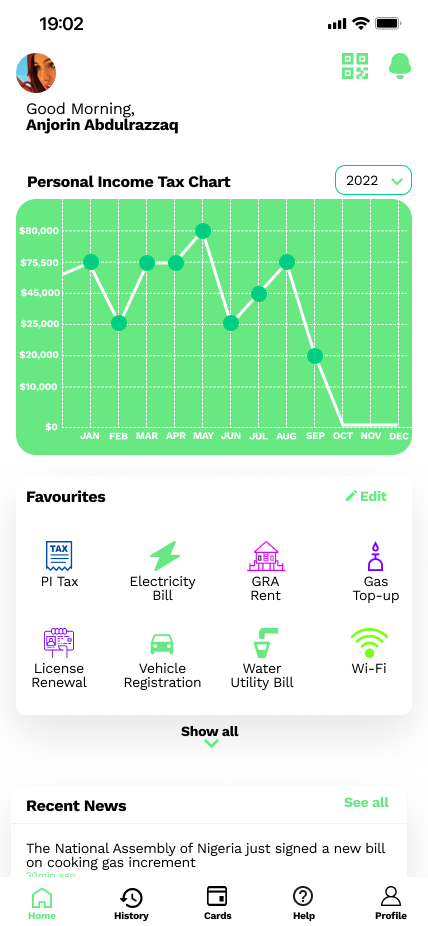 19:02
Good Morning,
Anjorin Abdulrazzaq
Personal Income Tax Chart
2022
$80,000
$75,500
$45,000
$25,000
$20,000
$10,000
$0
JAN FEB MAR APR MAY JUN JUL AUG SEP OCT NOV DEC
Favourites
Edit
TAX
PI Tax
Electricity
Bill
GRA
Rent
Gas
Top-up
License
Renewal
Vehicle
Registration
Water
Utility Bill
Wi-Fi
Show all
Recent News
See all
The National Assembly of Nigeria just signed a new bill
on cooking gas increment
30min ago
Home History Cards Help Profile